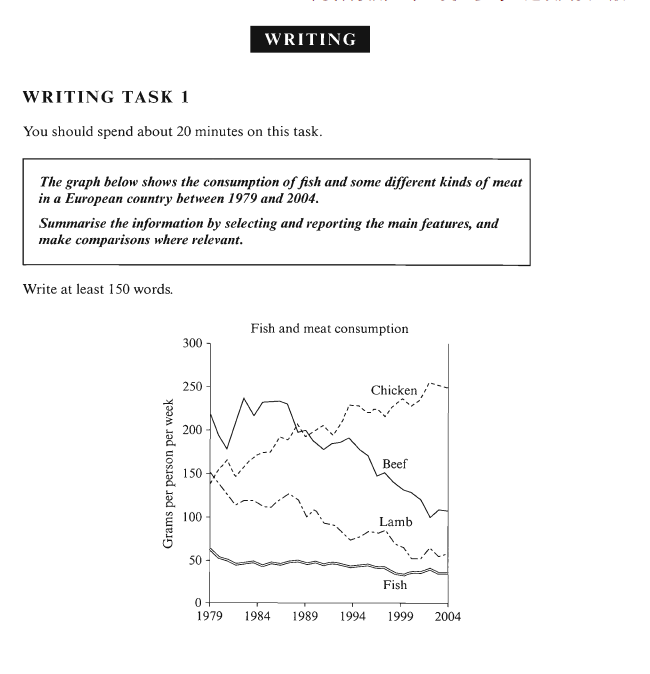 WRITING
WRITING TASK 1
You should spend about 20 minutes on this task.
The graph below shows the consumption of fish and some different kinds of meat
in a European country between 1979 and 2004.
Summarise the information by selecting and reporting the main features, and
make comparisons where relevant.
Write at least 150 words.
Fish and meat consumption
300
250
200
150
100
50
0
Grams per person per week
Chicken
Beef
Lamb
Fish
1979 1984 1989 1994 1999 2004